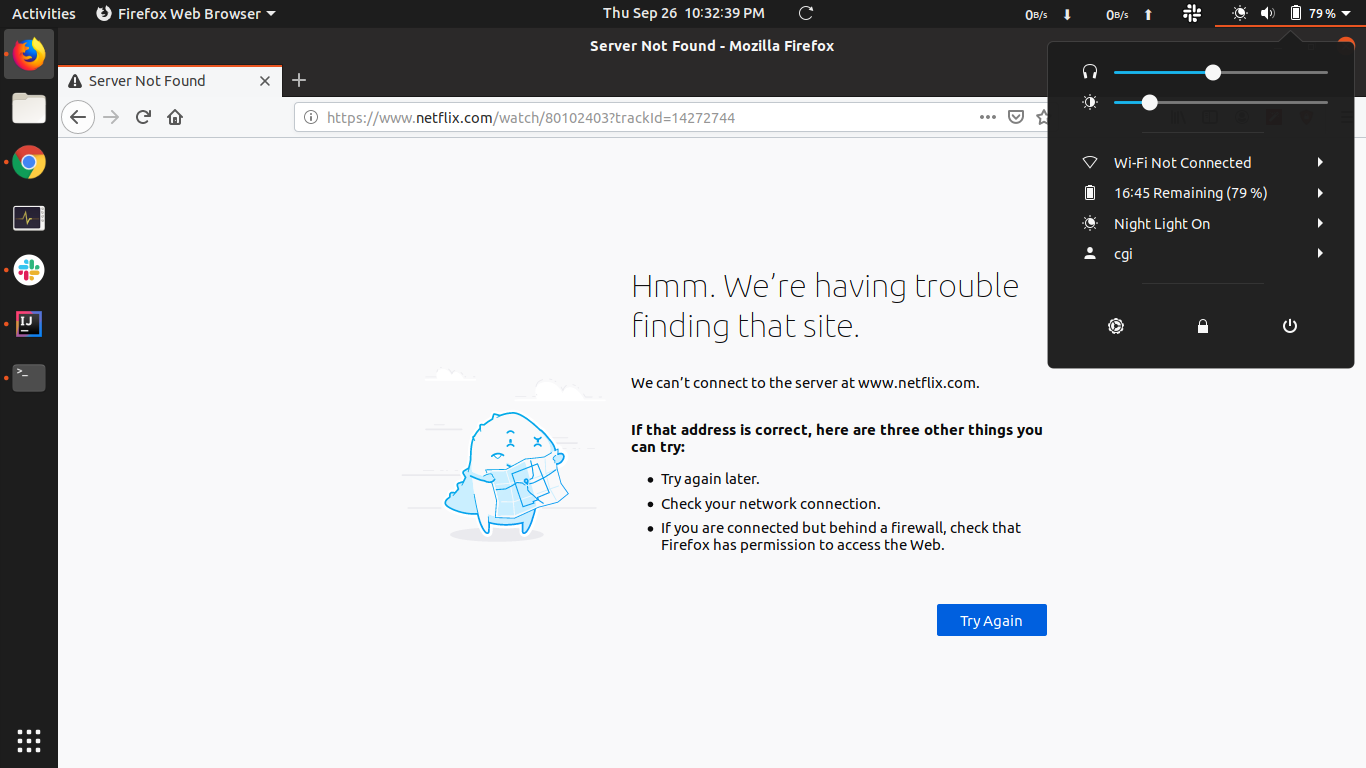 Activities Firefox Web Browser Thu Sep 26 10:32:39 PM 0B/s 0B/s 79 %
Server Not Found - Mozilla Firefox
Server Not Found
https://www.netflix.com/watch/80102403?trackId=14272744
Wi-Fi Not Connected
16:45 Remaining (79 %)
Night Light On
cgi
Hmm. We’re having trouble
finding that site.
We can’t connect to the server at www.netflix.com.
If that address is correct, here are three other things you
can try:
Try again later.
Check your network connection.
If you are connected but behind a firewall, check that
Firefox has permission to access the Web.
Try Again
IJ
>_